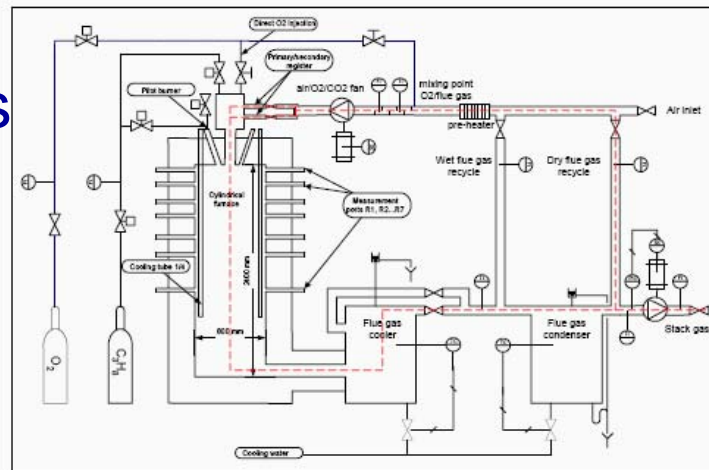 s
Direct O2 injection
Primary/secondary
register
Pilot burner
air/O2/CO2 fan
mixing point
O2/flue gas
pre-heater
Air inlet
Wet flue gas
recycle
Dry flue gas
recycle
Cylindrical
furnace
Measurement
ports R1, R2...R7
2400 mm
Cooling tube 1/4
800 mm
Flue gas
cooler
Flue gas
condenser
Stack gas
O2
C3H8
Cooling water